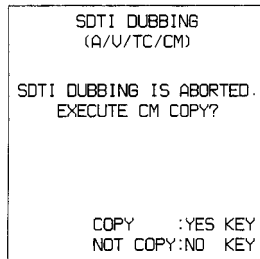 SDTI DUBBING
(A/V/TC/CM)
SDTI DUBBING IS ABORTED.
EXECUTE CM COPY?
COPY :YES KEY
NOT COPY:NO KEY